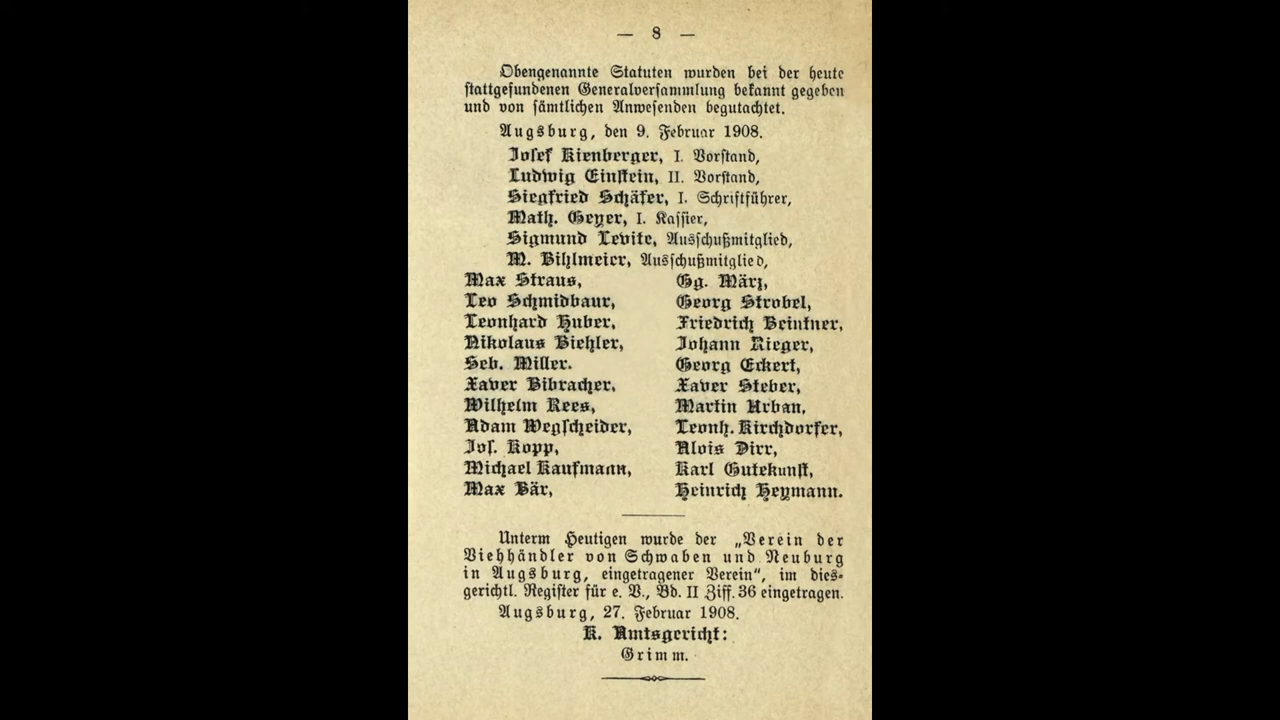 — 8 —
Obengenannte Statuten wurden bei der heute
stattgefundenen Generalversammlung bekannt gegeben
und von sämtlichen Anwesenden begutachtet.
Augsburg, den 9. Februar 1908.
Josef Kienberger, I. Vorstand,
Ludwig Einstein, II. Vorstand,
Siegfried Schäfer, I. Schriftführer,
Math. Geyer, I. Kassier,
Sigmund Levite, Ausschußmitglied,
M. Bihlmeier, Ausschußmitglied,
Max Straus,
Leo Schmidbaur,
Leonhard Huber,
Nikolaus Biehler,
Seb. Miller.
Xaver Bibracher,
Wilhelm Rees,
Adam Wegscheider,
Jos. Kopp,
Michael Kaufmann,
Max Bär,
Gg. März,
Georg Strobel,
Friedrich Beintner,
Johann Rieger,
Georg Eckert,
Xaver Steber,
Martin Urban,
Leonh. Kirchdorfer,
Alois Dirr,
Karl Gutekunst,
Heinrich Heymann.
Unterm Heutigen wurde der „Verein der
Viehhändler von Schwaben und Neuburg
in Augsburg, eingetragener Verein“, im dies-
gerichtl. Register für e. V., Bd. II Ziff. 36 eingetragen.
Augsburg, 27. Februar 1908.
K. Amtsgericht:
Grimm.